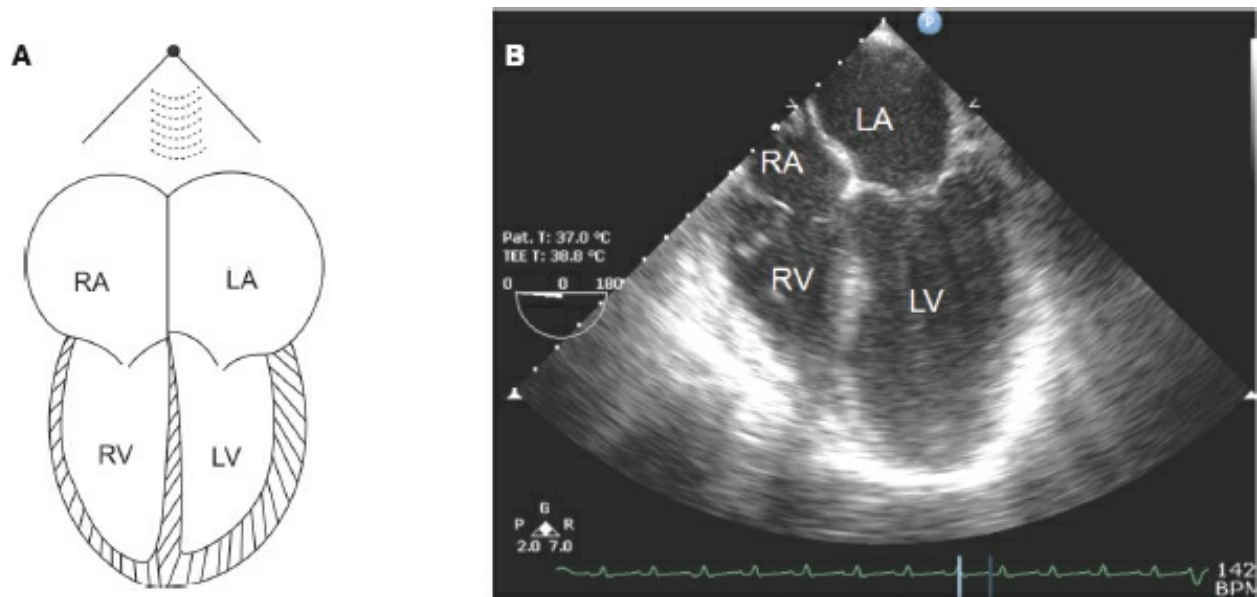 A
RA
LA
RV
LV
B
P
LA
RA
Pat. T: 37.0 °C
TEE T: 38.8 °C
0 0 180°
RV
LV
G
P R
2.0 7.0
142
BPM